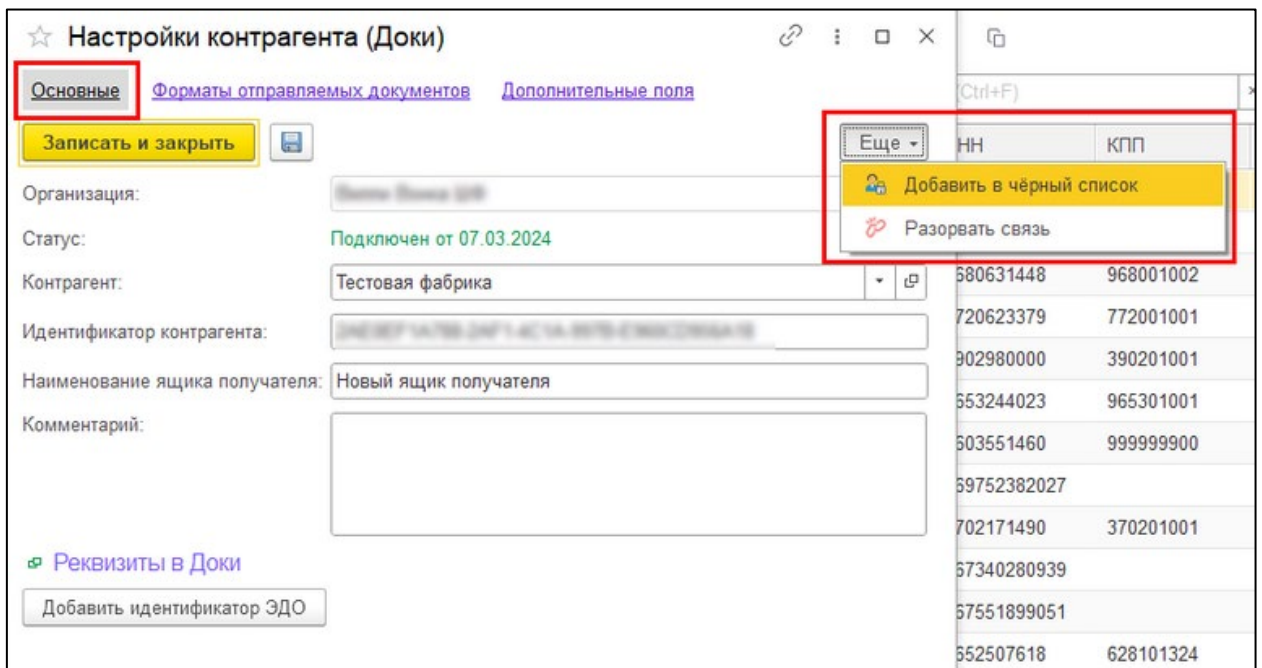 Настройки контрагента (Доки)
Основные Форматы отправляемых документов Дополнительные поля
(Ctrl+F)
Записать и закрыть Еще
НН КПП
Добавить в чёрный список
Организация:
Статус: Подключен от 07.03.2024
Разорвать связь
Контрагент: Тестовая фабрика
680631448 968001002
Идентификатор контрагента:
720623379 772001001
902980000 390201001
Наименование ящика получателя: Новый ящик получателя
653244023 965301001
Комментарий:
603551460 999999900
69752382027
702171490 370201001
Реквизиты в Доки
67340280939
Добавить идентификатор ЭДО
67551899051
652507618 628101324